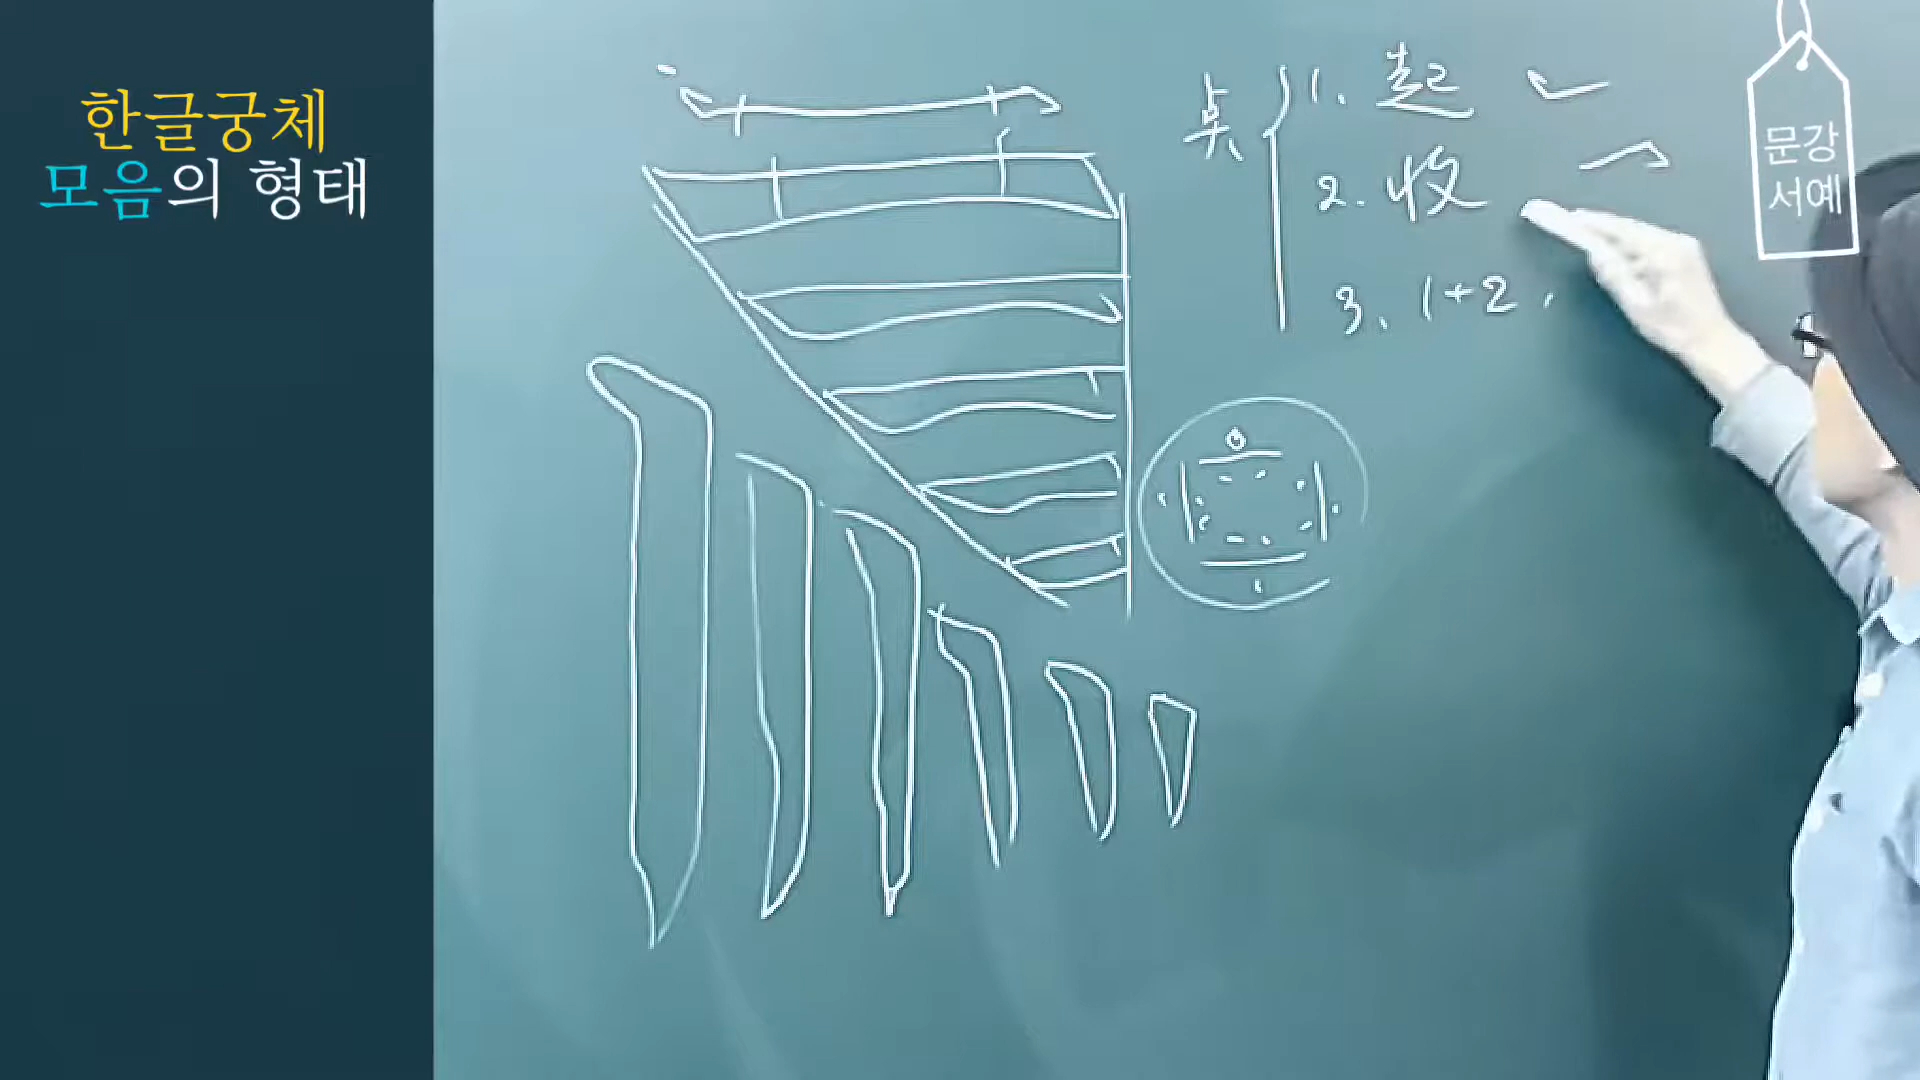 한글궁체
모음의 형태
1. 起
2. 收
3. 1+2.
문강
서예